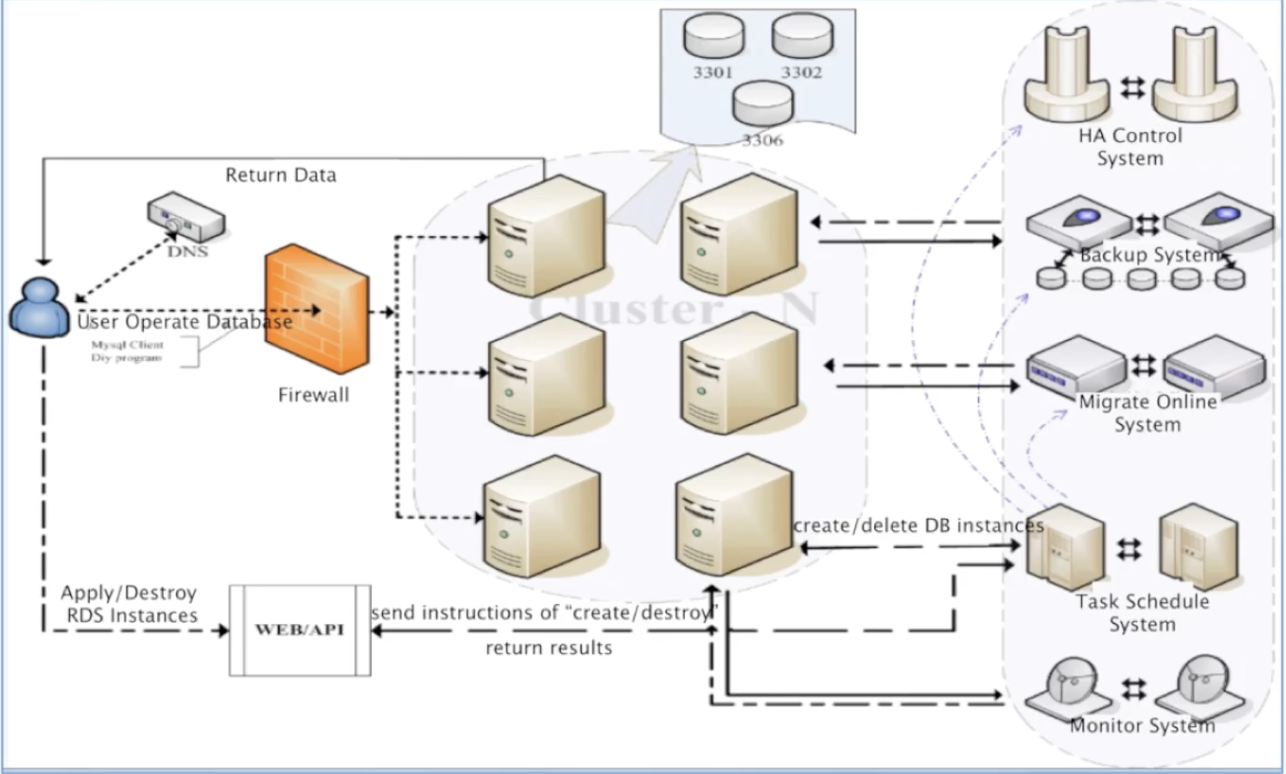 3301
3302
3306
HA Control
System
Return Data
DNS
Backup System
Cluster - N
User Operate Database
Mysql Client
Diy program
Firewall
Migrate Online
System
create/delete DB instances
Apply/Destroy
RDS Instances
WEB/API
send instructions of “create/destroy”
return results
Task Schedule
System
Monitor System